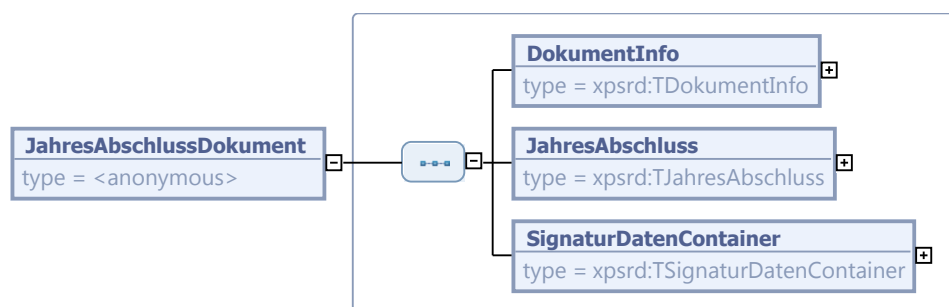 DokumentInfo
type = xpsrd:TDokumentInfo
JahresAbschlussDokument
type = <anonymous>
JahresAbschluss
type = xpsrd:TJahresAbschluss
SignaturDatenContainer
type = xpsrd:TSignaturDatenContainer